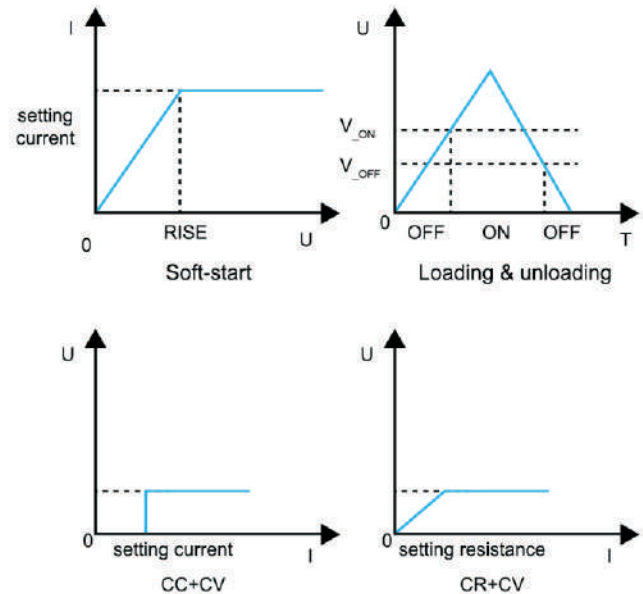 I
setting
current
0
RISE
U
Soft-start
U
V_ON
V_OFF
0
OFF
ON
OFF
T
Loading & unloading
U
0
setting current
I
CC+CV
U
0
setting resistance
I
CR+CV